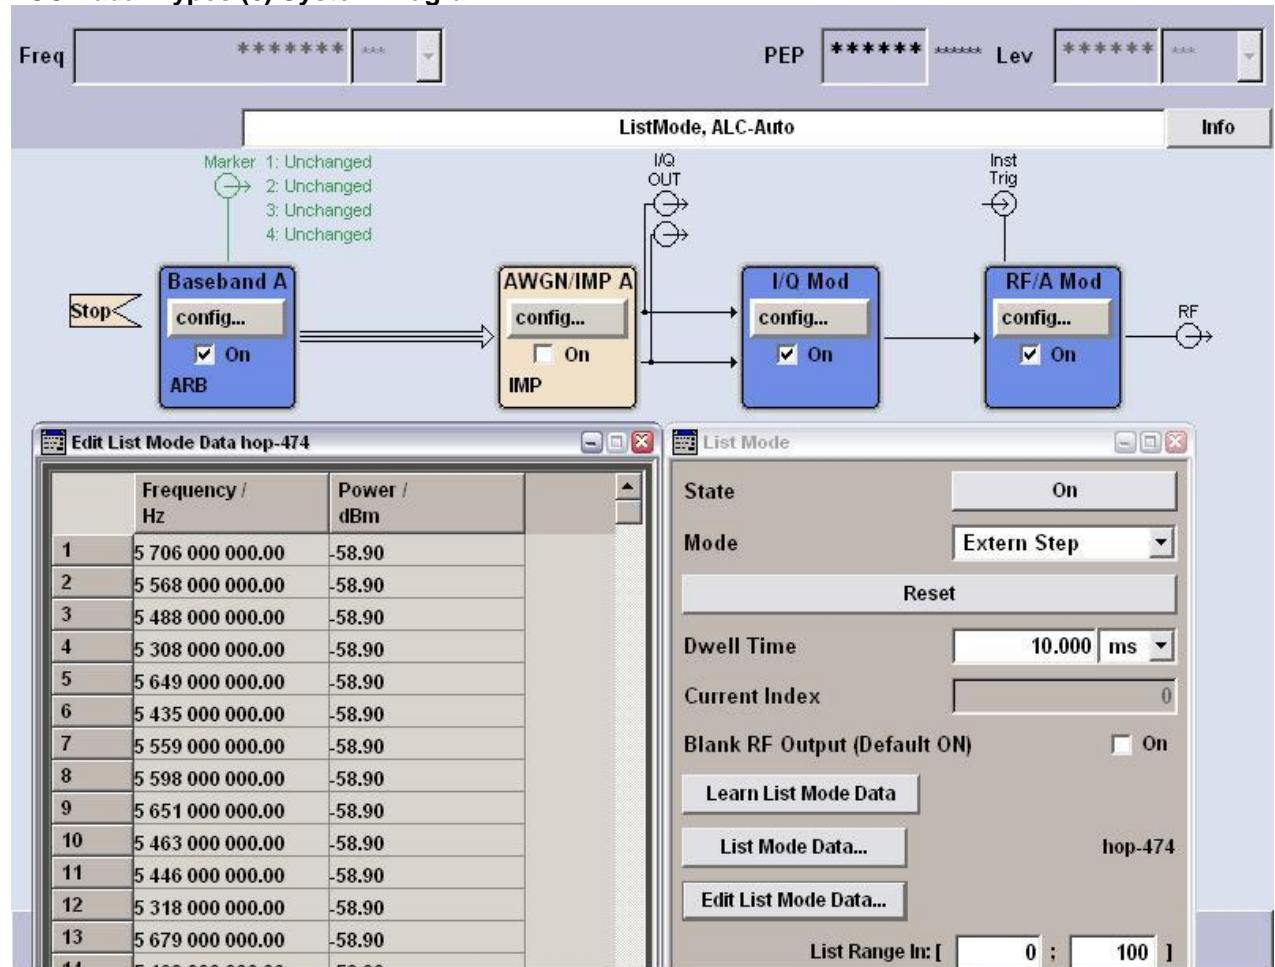 Freq ******* *** PEP ****** ****** Lev ****** ***
ListMode, ALC-Auto Info
Marker 1: Unchanged
2: Unchanged
3: Unchanged
4: Unchanged
I/Q
OUT
Inst
Trig
Stop
Baseband A
config...
On
ARB
AWGN/IMP A
config...
On
IMP
I/Q Mod
config...
On
RF/A Mod
config...
On
RF
Edit List Mode Data hop-474
Frequency / Power /
Hz dBm
1 5 706 000 000.00 -58.90
2 5 568 000 000.00 -58.90
3 5 488 000 000.00 -58.90
4 5 308 000 000.00 -58.90
5 5 649 000 000.00 -58.90
6 5 435 000 000.00 -58.90
7 5 559 000 000.00 -58.90
8 5 598 000 000.00 -58.90
9 5 651 000 000.00 -58.90
10 5 463 000 000.00 -58.90
11 5 446 000 000.00 -58.90
12 5 318 000 000.00 -58.90
13 5 679 000 000.00 -58.90
List Mode
State On
Mode Extern Step
Reset
Dwell Time 10.000 ms
Current Index 0
Blank RF Output (Default ON) On
Learn List Mode Data
List Mode Data... hop-474
Edit List Mode Data...
List Range In: [ 0 ; 100 ]